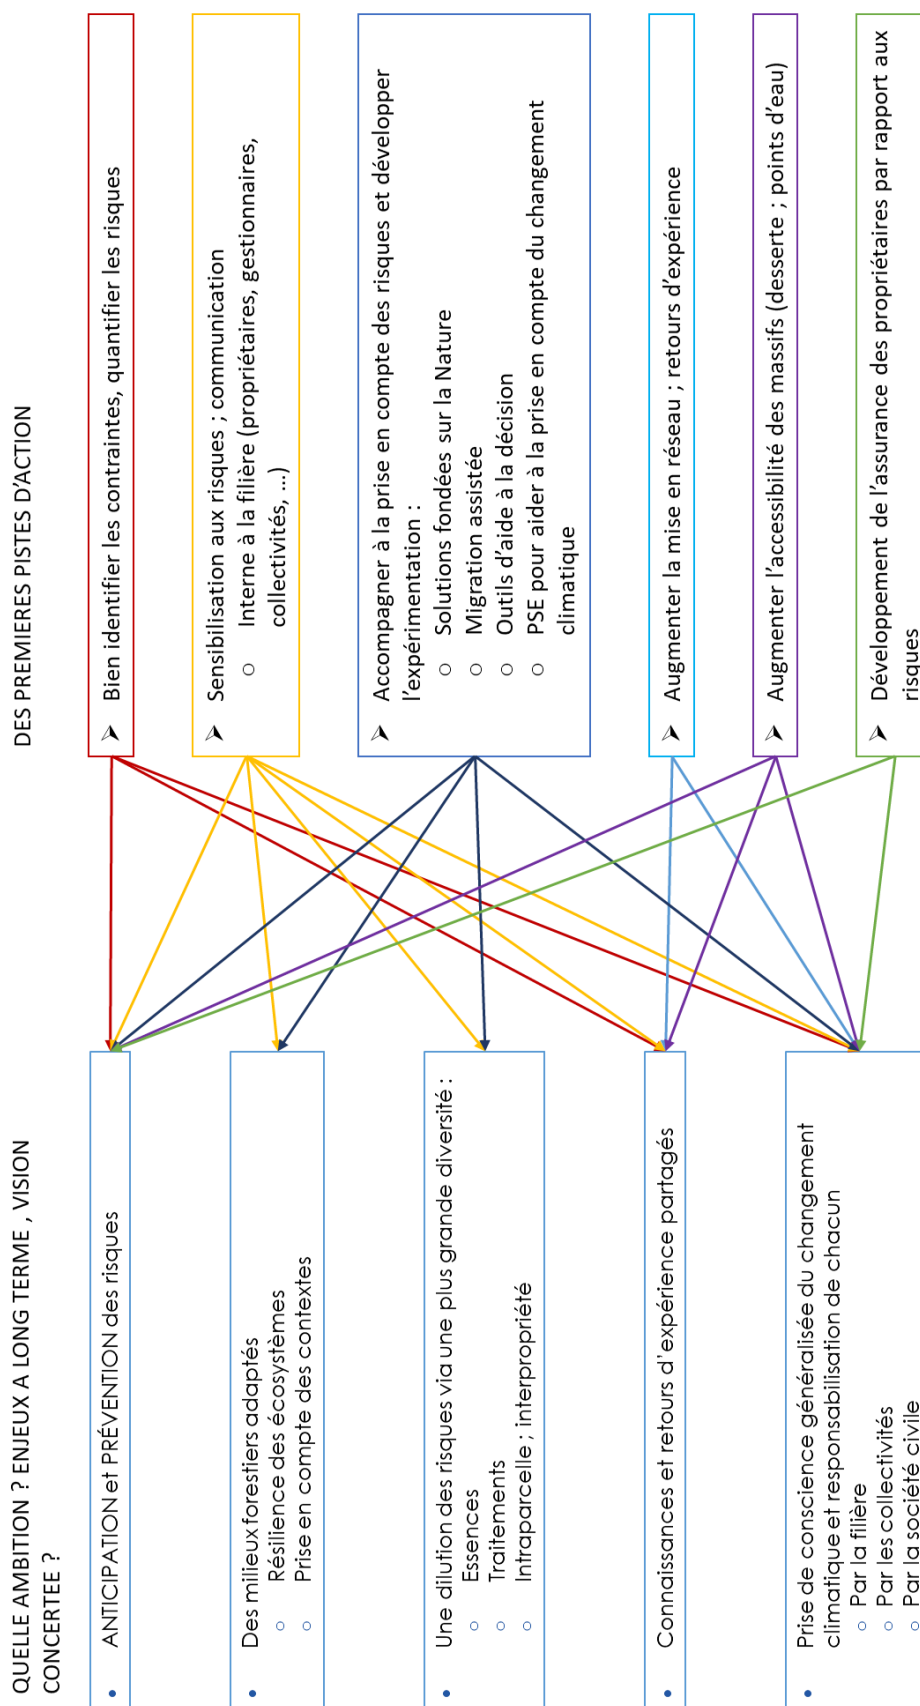 QUELLE AMBITION ? ENJEUX A LONG TERME , VISION
CONCERTEE ?
• ANTICIPATION et PRÉVENTION des risques
• Des milieux forestiers adaptés
○ Résilience des écosystèmes
○ Prise en compte des contextes
• Une dilution des risques via une plus grande diversité :
○ Essences
○ Traitements
○ Intraparcelle ; interpropriété
• Connaissances et retours d'expérience partagés
• Prise de conscience généralisée du changement
climatique et responsabilisation de chacun
○ Par la filière
○ Par les collectivités
○ Par la société civile
DES PREMIERES PISTES D'ACTION
➢ Bien identifier les contraintes, quantifier les risques
➢ Sensibilisation aux risques ; communication
○ Interne à la filière (propriétaires, gestionnaires,
collectivités, …)
➢ Accompagner à la prise en compte des risques et développer
l'expérimentation :
○ Solutions fondées sur la Nature
○ Migration assistée
○ Outils d'aide à la décision
○ PSE pour aider à la prise en compte du changement
climatique
➢ Augmenter la mise en réseau ; retours d'expérience
➢ Augmenter l'accessibilité des massifs (desserte ; points d'eau)
➢ Développement de l'assurance des propriétaires par rapport aux
risques